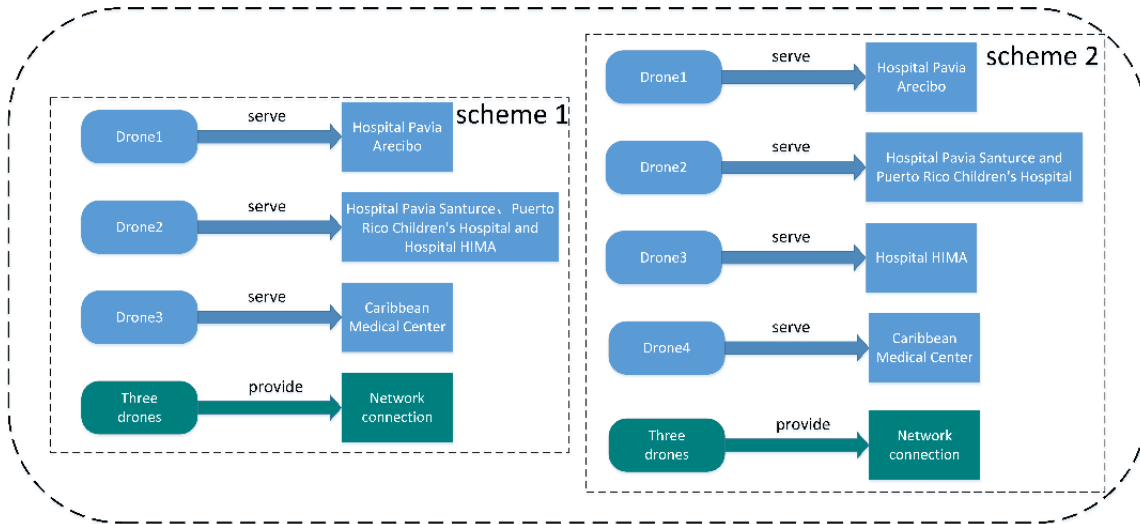 scheme 1
Drone1
serve
Hospital Pavia
Arecibo
Drone2
serve
Hospital Pavia Santurce、Puerto
Rico Children's Hospital and
Hospital HIMA
Drone3
serve
Caribbean
Medical Center
Three
drones
provide
Network
connection
scheme 2
Drone1
serve
Hospital Pavia
Arecibo
Drone2
serve
Hospital Pavia Santurce and
Puerto Rico Children's Hospital
Drone3
serve
Hospital HIMA
Drone4
serve
Caribbean
Medical Center
Three
drones
provide
Network
connection